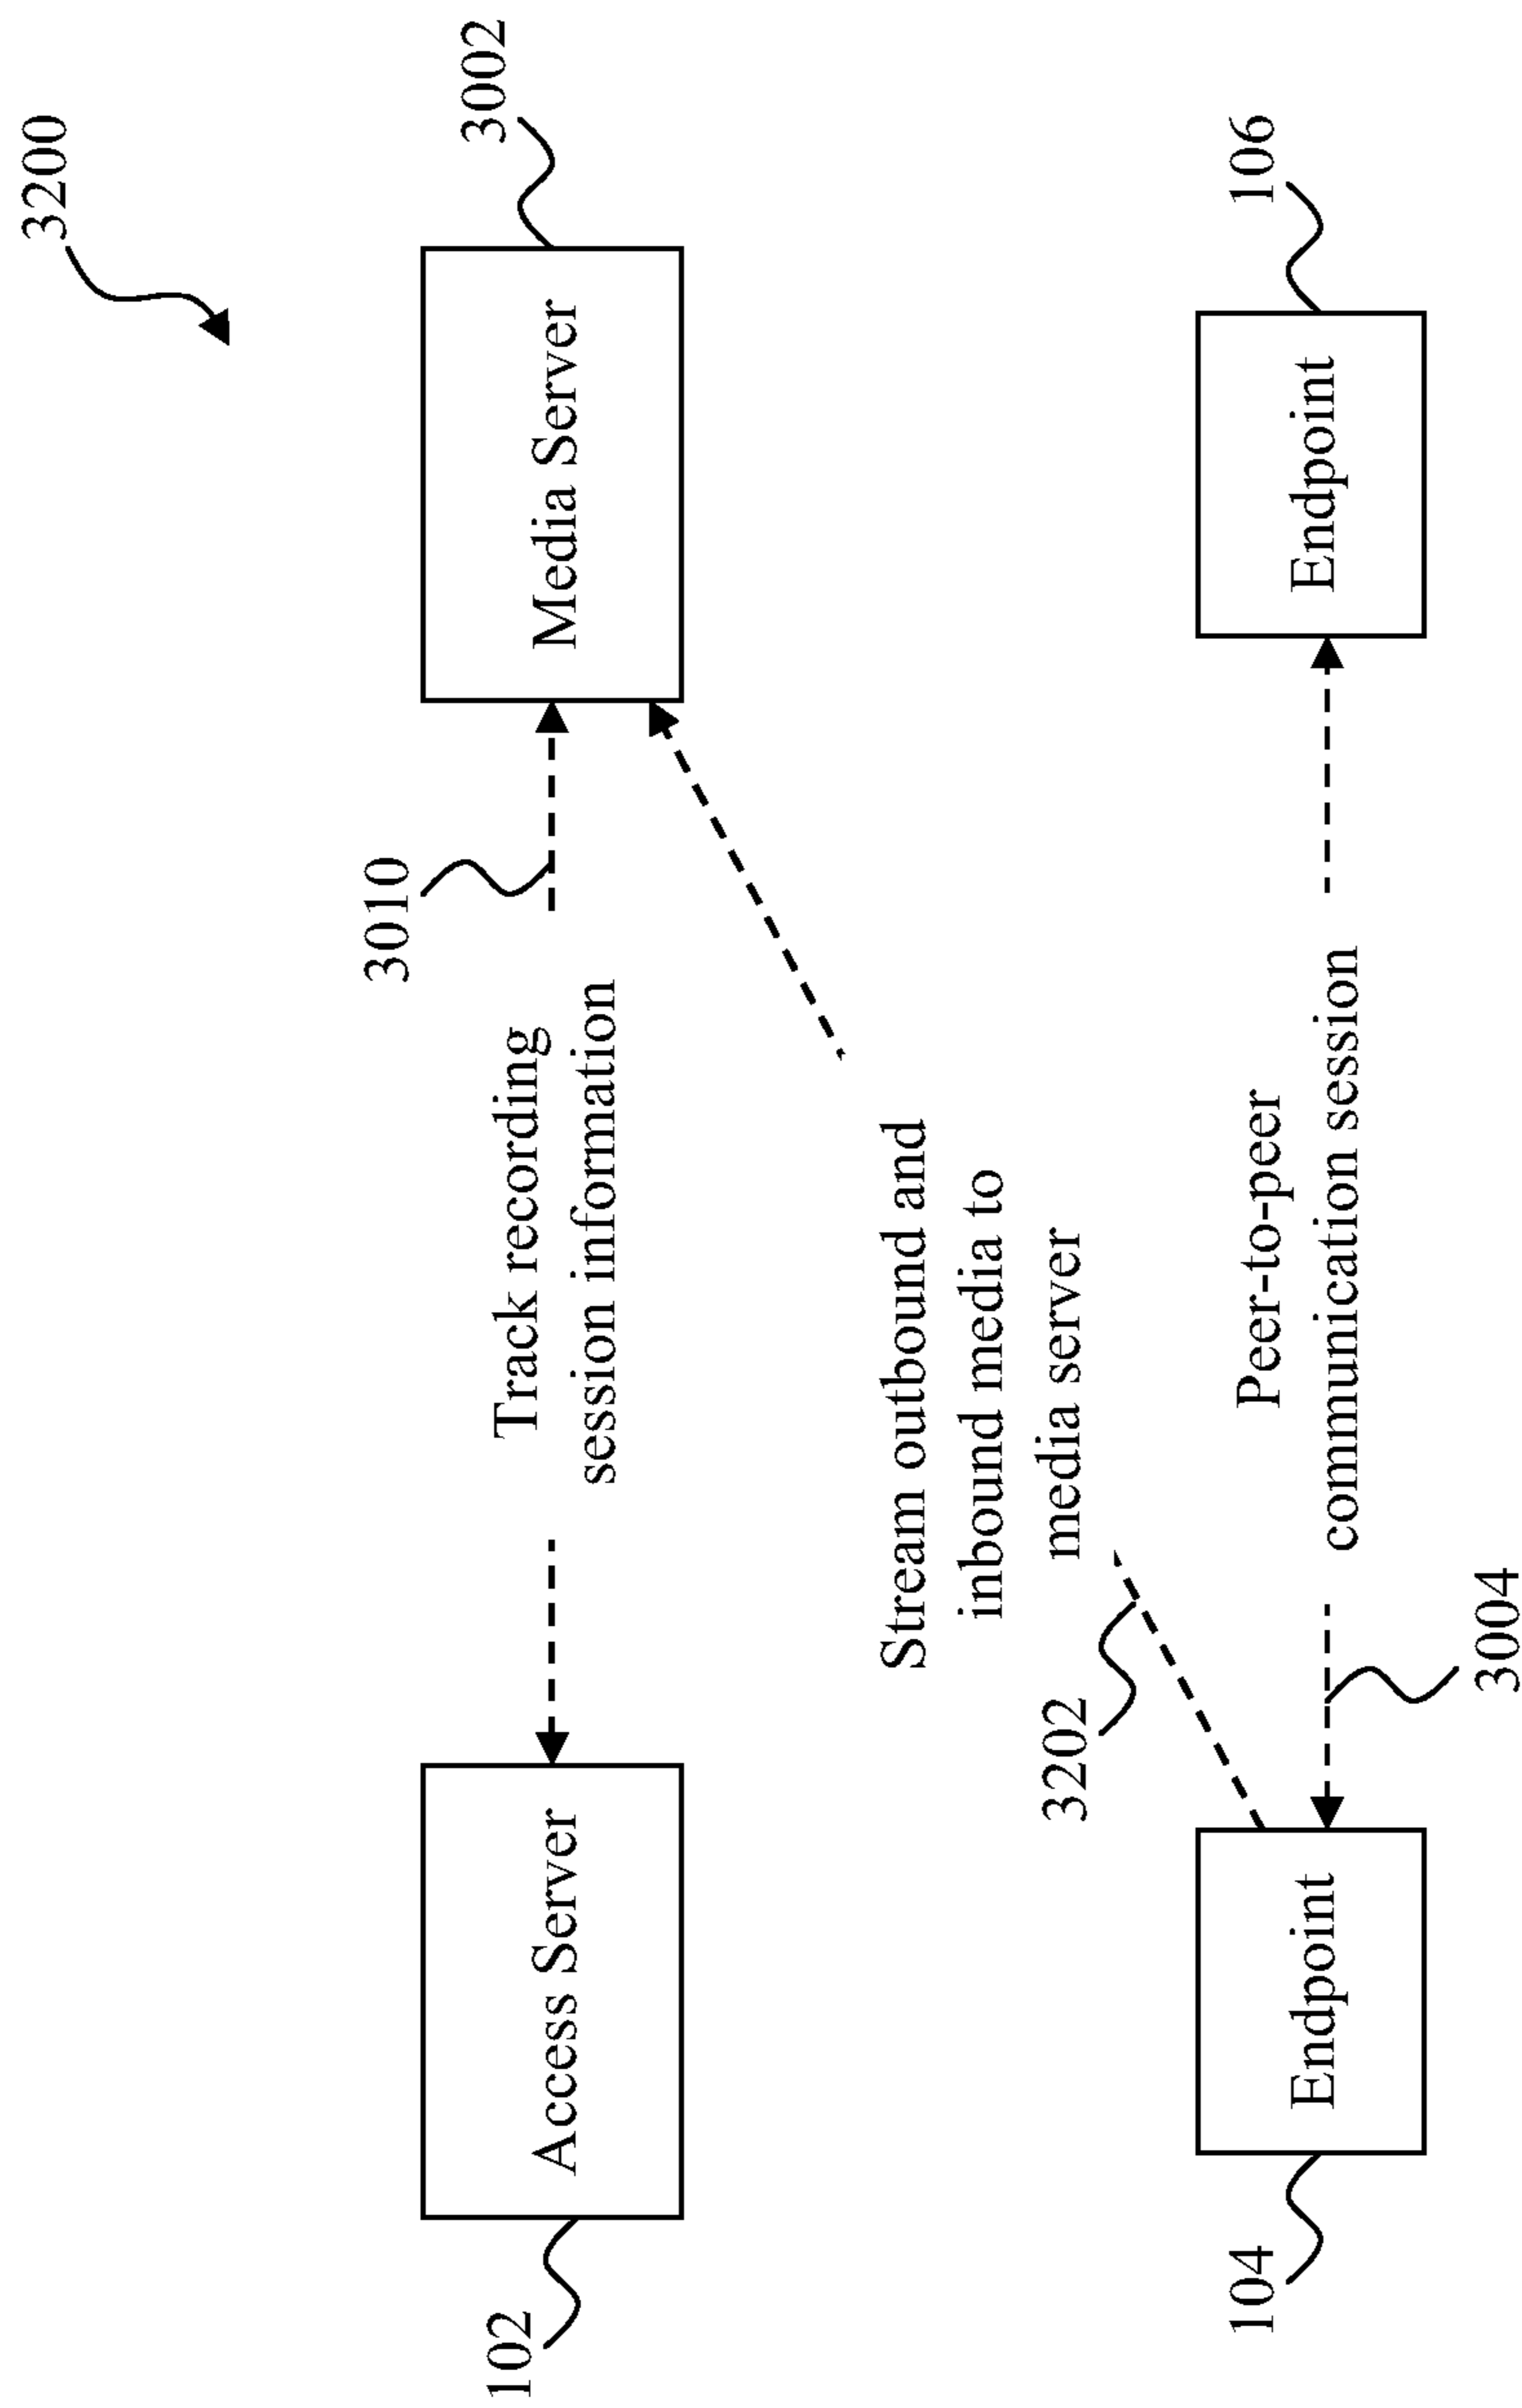 3200
102
Access Server
Track recording
session information
3010
Media Server
3002
Stream outbound and
inbound media to
media server
3202
104
Endpoint
Peer-to-peer
communication session
3004
Endpoint
106